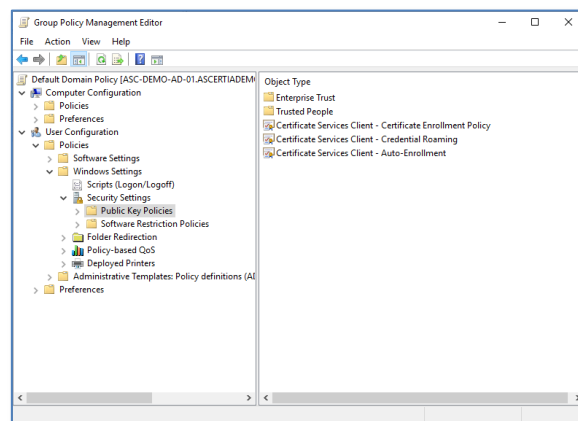 Group Policy Management Editor
File Action View Help
Default Domain Policy [ASC-DEMO-AD-01.ASCERTIADEM
Computer Configuration
Policies
Preferences
User Configuration
Policies
Software Settings
Windows Settings
Scripts (Logon/Logoff)
Security Settings
Public Key Policies
Software Restriction Policies
Folder Redirection
Policy-based QoS
Deployed Printers
Administrative Templates: Policy definitions (AD
Preferences
Object Type
Enterprise Trust
Trusted People
Certificate Services Client - Certificate Enrollment Policy
Certificate Services Client - Credential Roaming
Certificate Services Client - Auto-Enrollment